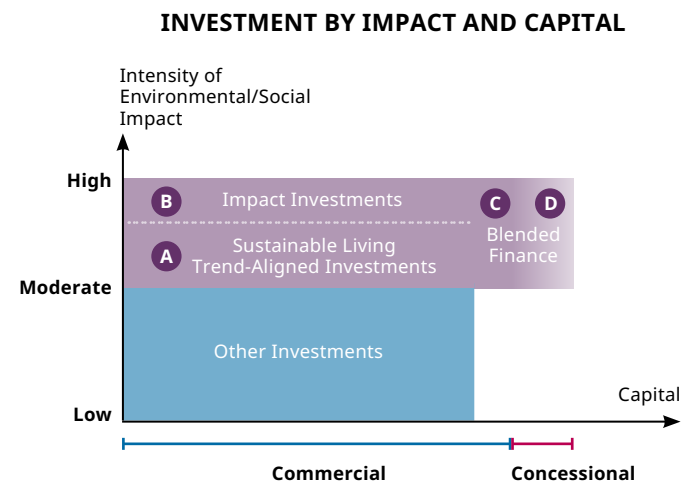 INVESTMENT BY IMPACT AND CAPITAL
Intensity of
Environmental/Social
Impact
High
B
Impact Investments
C
D
Blended
Finance
A
Sustainable Living
Trend-Aligned Investments
Moderate
Other Investments
Capital
Low
Commercial
Concessional